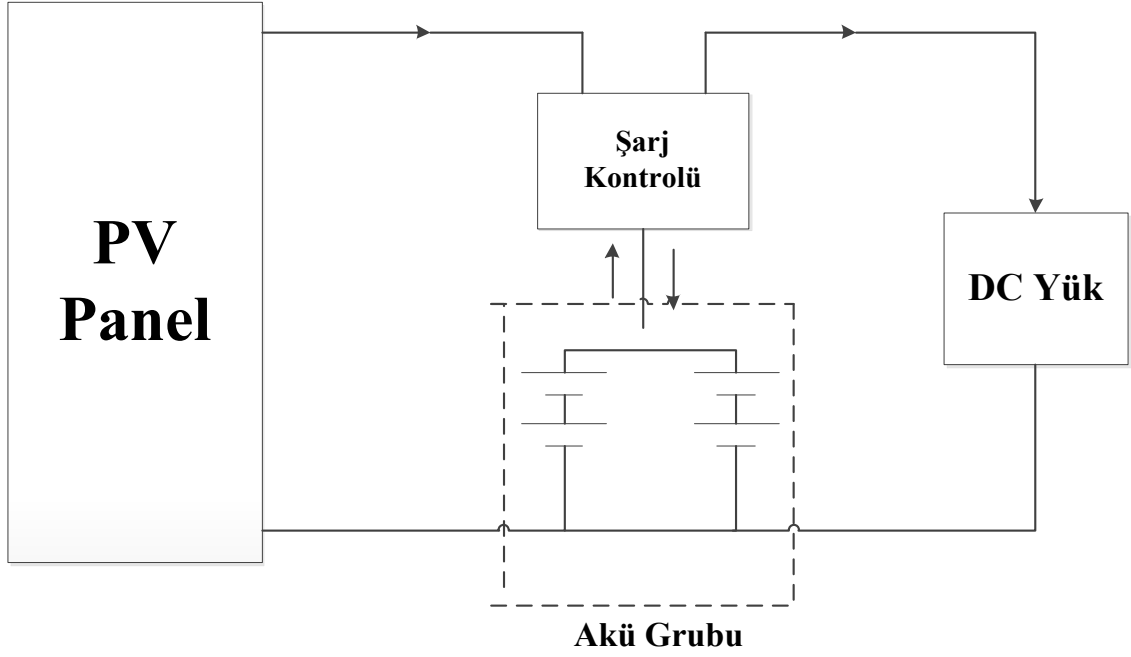 PV
Panel
Şarj
Kontrolü
DC Yük
Akü Grubu